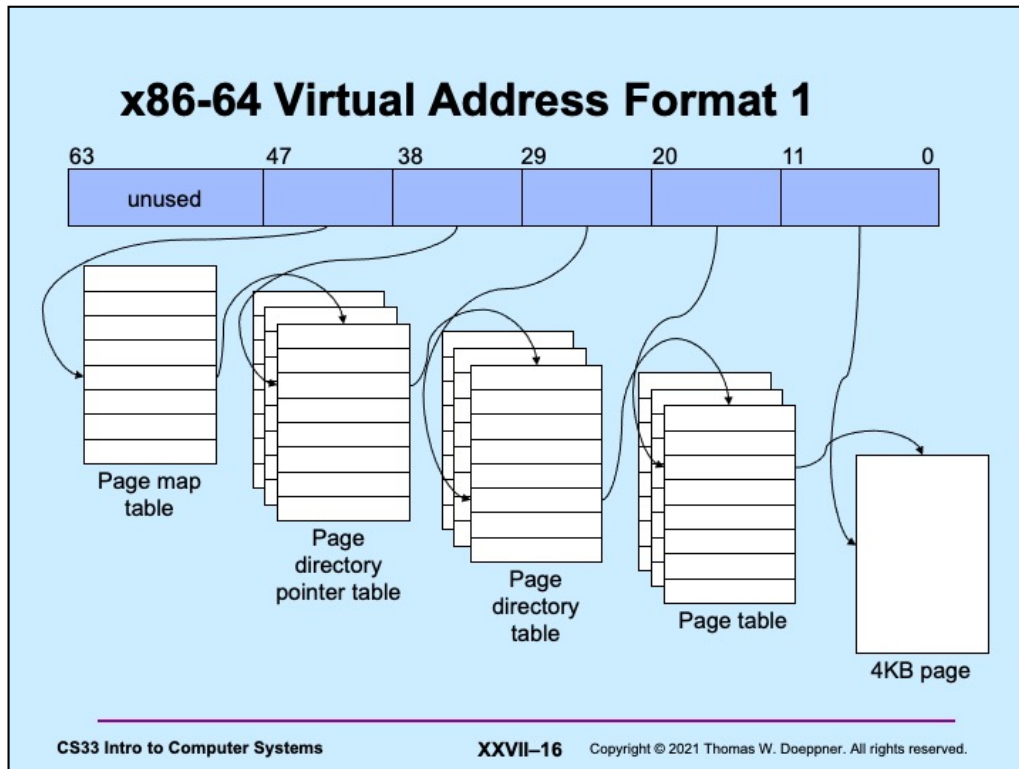 x86-64 Virtual Address Format 1
63 47 38 29 20 11 0
unused
Page map
table
Page
directory
pointer table
Page
directory
table
Page table
4KB page
CS33 Intro to Computer Systems XXVII–16 Copyright © 2021 Thomas W. Doeppner. All rights reserved.